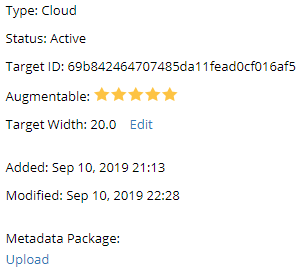 Type: Cloud
Status: Active
Target ID: 69b842464707485da11fead0cf016af5
Augmentable:
Target Width: 20.0 Edit
Added: Sep 10, 2019 21:13
Modified: Sep 10, 2019 22:28
Metadata Package:
Upload